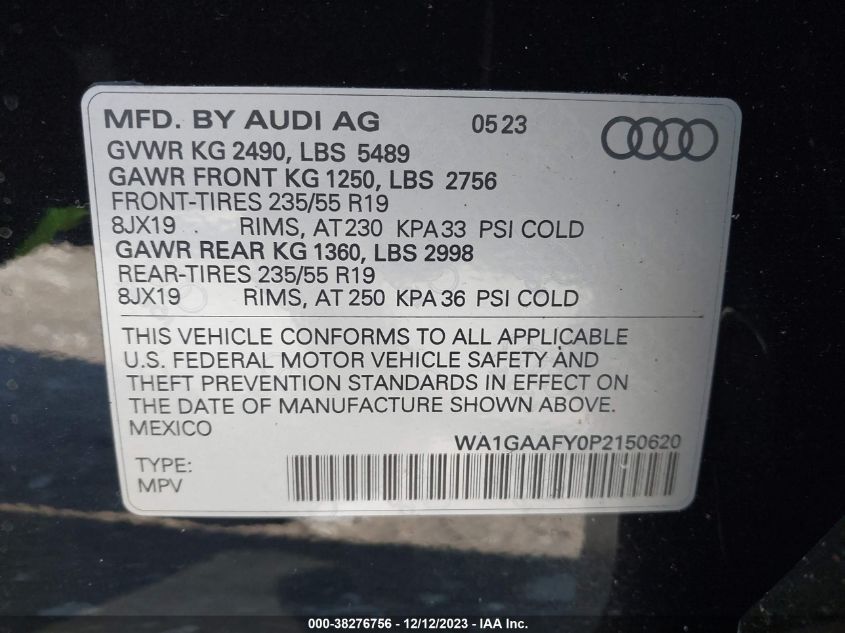 MFD. BY AUDI AG 05 23
GVWR KG 2490, LBS 5489
GAWR FRONT KG 1250, LBS 2756
FRONT-TIRES 235/55 R19
8JX19 RIMS, AT 230 KPA 33 PSI COLD
GAWR REAR KG 1360, LBS 2998
REAR-TIRES 235/55 R19
8JX19 RIMS, AT 250 KPA 36 PSI COLD
THIS VEHICLE CONFORMS TO ALL APPLICABLE
U.S. FEDERAL MOTOR VEHICLE SAFETY AND
THEFT PREVENTION STANDARDS IN EFFECT ON
THE DATE OF MANUFACTURE SHOWN ABOVE.
MEXICO
WA1GAAFY0P2150620
TYPE:
MPV
000-38276756 - 12/12/2023 - IAA Inc.